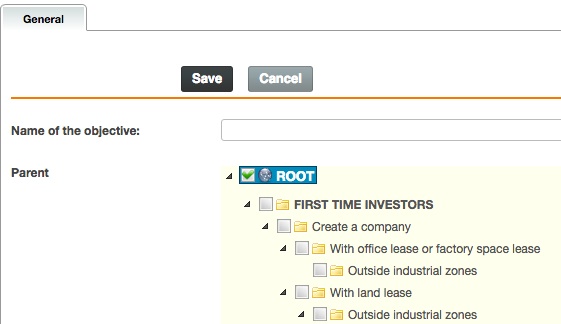 General
Save Cancel
Name of the objective:
Parent
ROOT
FIRST TIME INVESTORS
Create a company
With office lease or factory space lease
Outside industrial zones
With land lease
Outside industrial zones